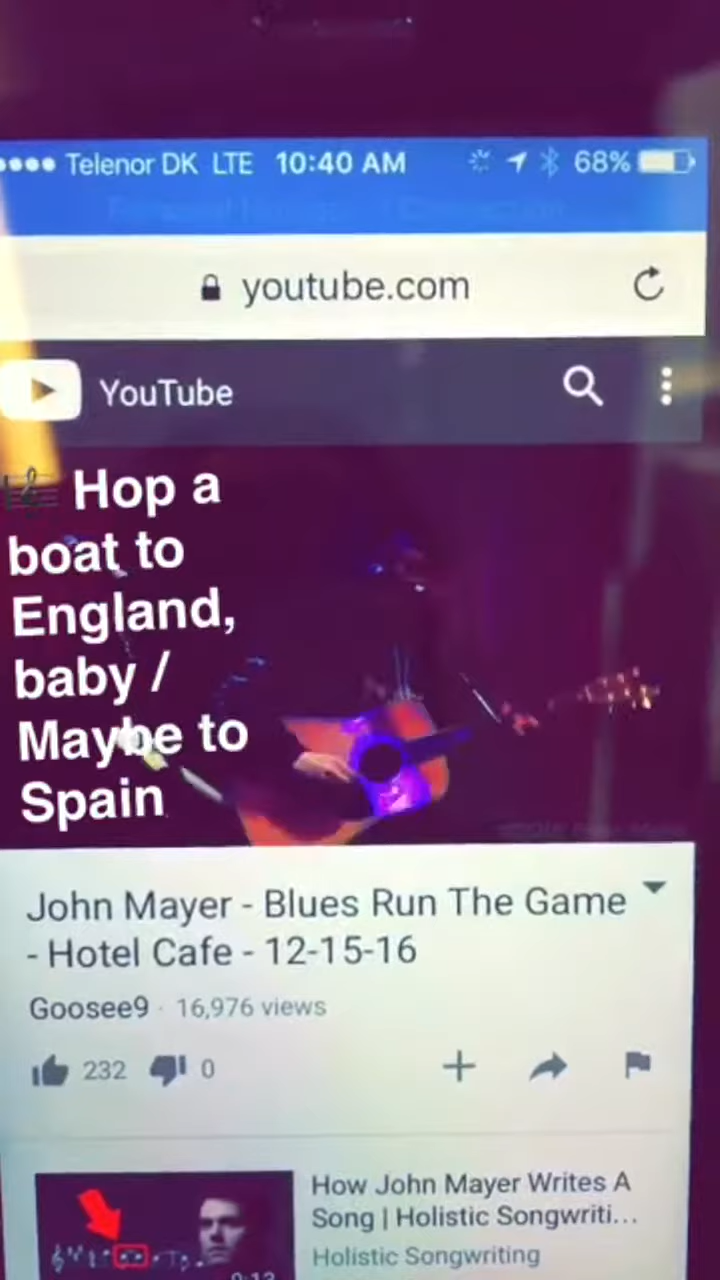 Telenor DK LTE 10:40 AM 68%
youtube.com
YouTube
Hop a
boat to
England,
baby /
Maybe to
Spain
John Mayer - Blues Run The Game
- Hotel Cafe - 12-15-16
Goosee9 · 16,976 views
232 0
How John Mayer Writes A
Song | Holistic Songwriti...
Holistic Songwriting